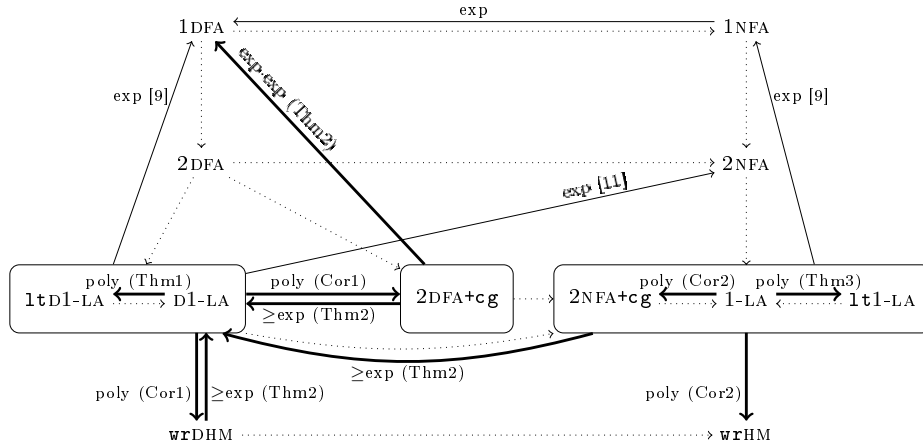 exp
1DFA 1NFA
exp·exp (Thm2)
exp [9] exp [9]
2DFA 2NFA
exp [11]
poly (Thm1) poly (Cor1) poly (Cor2) poly (Thm3)
ltD1-LA D1-LA 2DFA+cg 2NFA+cg 1-LA lt1-LA
≥exp (Thm2)
≥exp (Thm2)
poly (Cor1) ≥exp (Thm2) poly (Cor2)
wrDHM wrHM